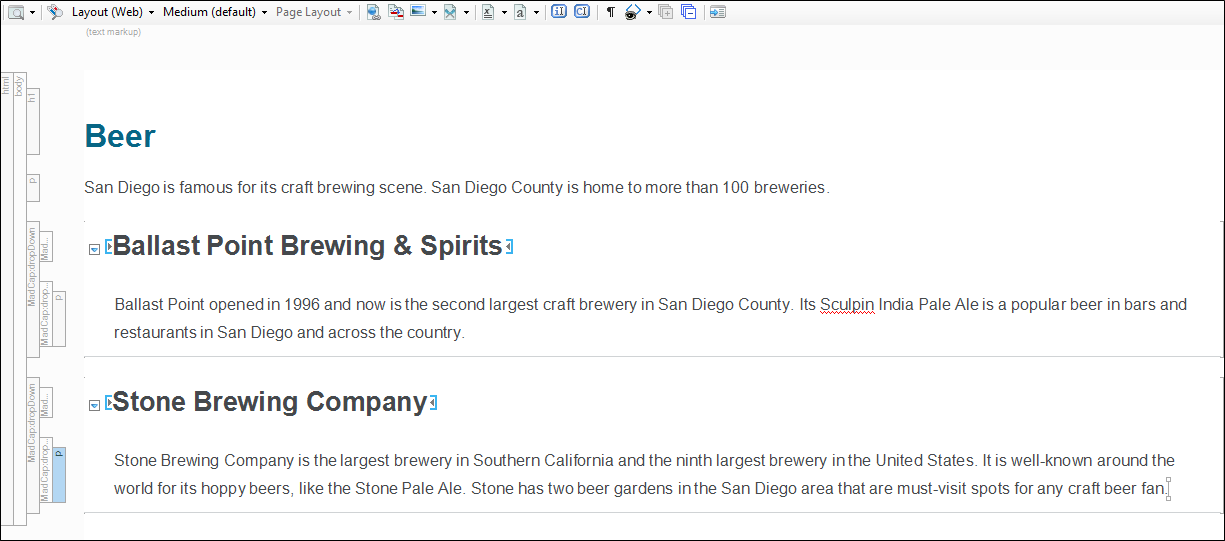 Layout (Web) Medium (default) Page Layout
(text markup)
html
body
h1
Beer
p
San Diego is famous for its craft brewing scene. San Diego County is home to more than 100 breweries.
MadCap:dropDown
Mad...
Ballast Point Brewing & Spirits
MadCap:drop...
p
Ballast Point opened in 1996 and now is the second largest craft brewery in San Diego County. Its Sculpin India Pale Ale is a popular beer in bars and
restaurants in San Diego and across the country.
MadCap:dropDown
Mad...
Stone Brewing Company
MadCap:drop...
p
Stone Brewing Company is the largest brewery in Southern California and the ninth largest brewery in the United States. It is well-known around the
world for its hoppy beers, like the Stone Pale Ale. Stone has two beer gardens in the San Diego area that are must-visit spots for any craft beer fan.